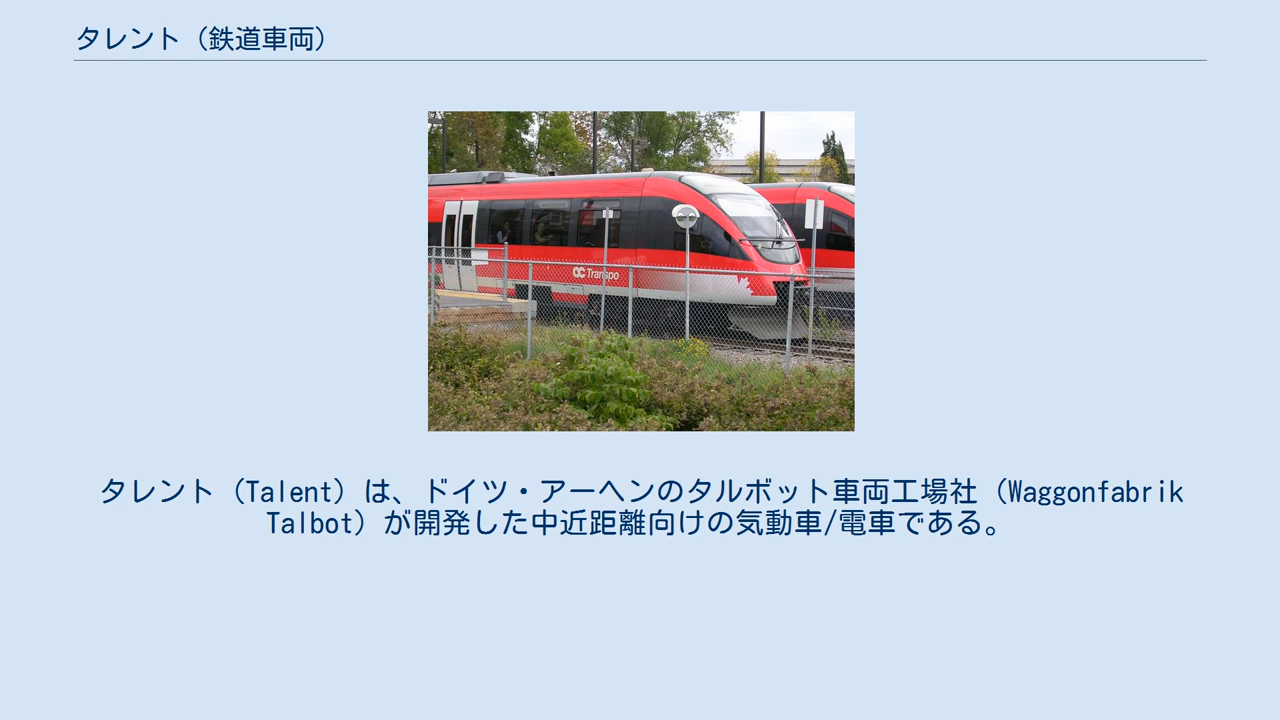 タレント（鉄道車両）
OC Transpo
タレント（Talent）は、ドイツ・アーヘンのタルボット車両工場社（Waggonfabrik
Talbot）が開発した中近距離向けの気動車/電車である。